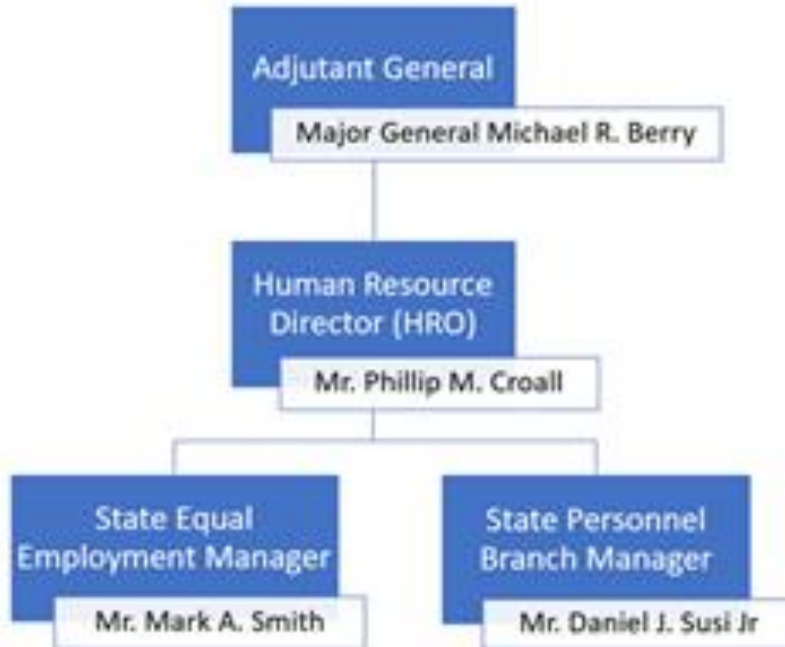 Adjutant General
Major General Michael R. Berry
Human Resource
Director (HRO)
Mr. Phillip M. Croall
State Equal
Employment Manager
Mr. Mark A. Smith
State Personnel
Branch Manager
Mr. Daniel J. Susi Jr